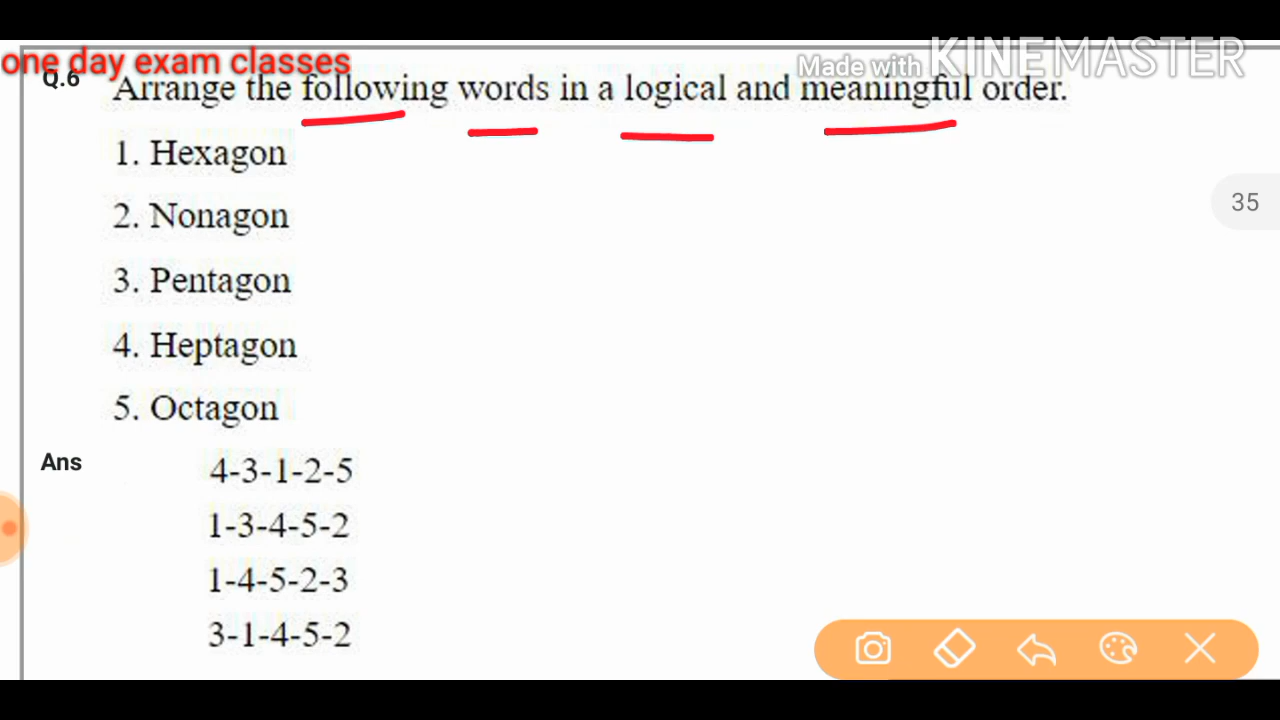 one day exam classes
Made with KINEMASTER
Q.6 Arrange the following words in a logical and meaningful order.
1. Hexagon
35
2. Nonagon
3. Pentagon
4. Heptagon
5. Octagon
Ans
4-3-1-2-5
1-3-4-5-2
1-4-5-2-3
3-1-4-5-2